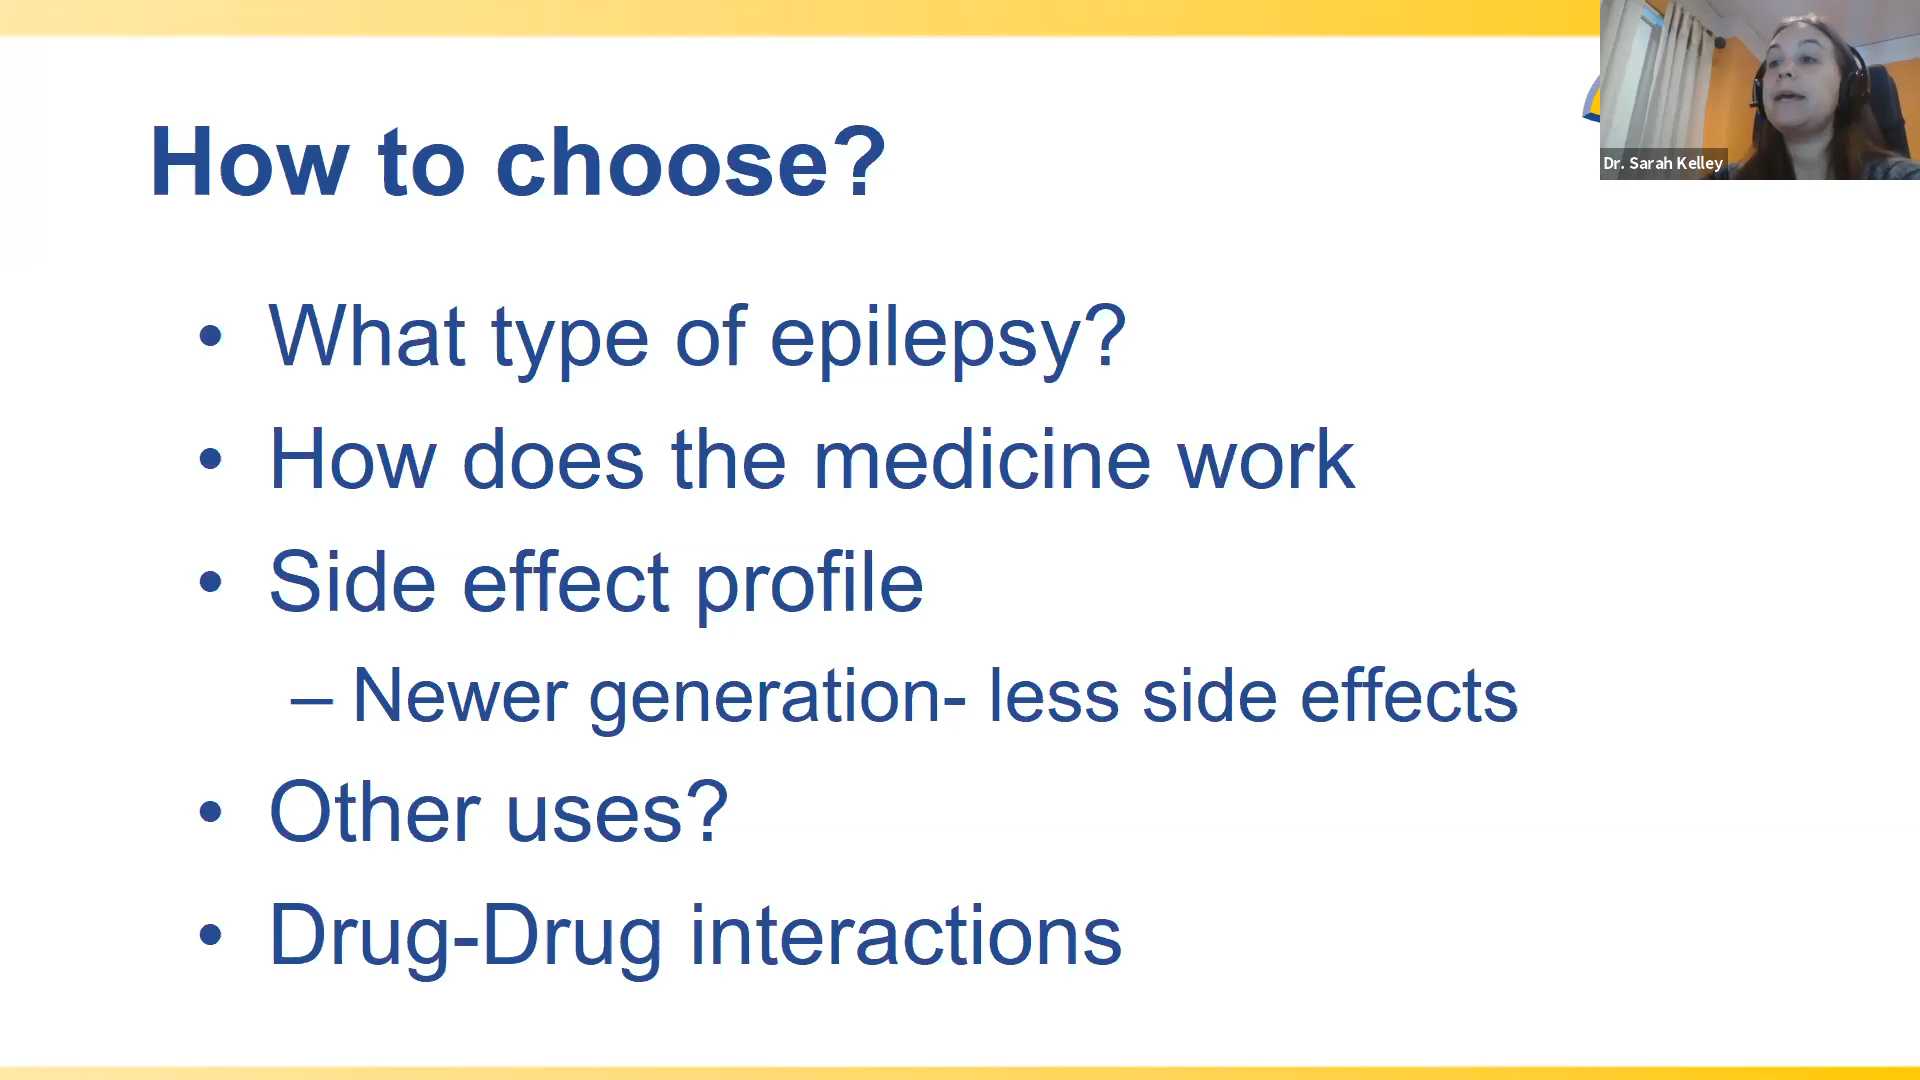 How to choose?
• What type of epilepsy?
• How does the medicine work
• Side effect profile
– Newer generation- less side effects
• Other uses?
• Drug-Drug interactions
Dr. Sarah Kelley